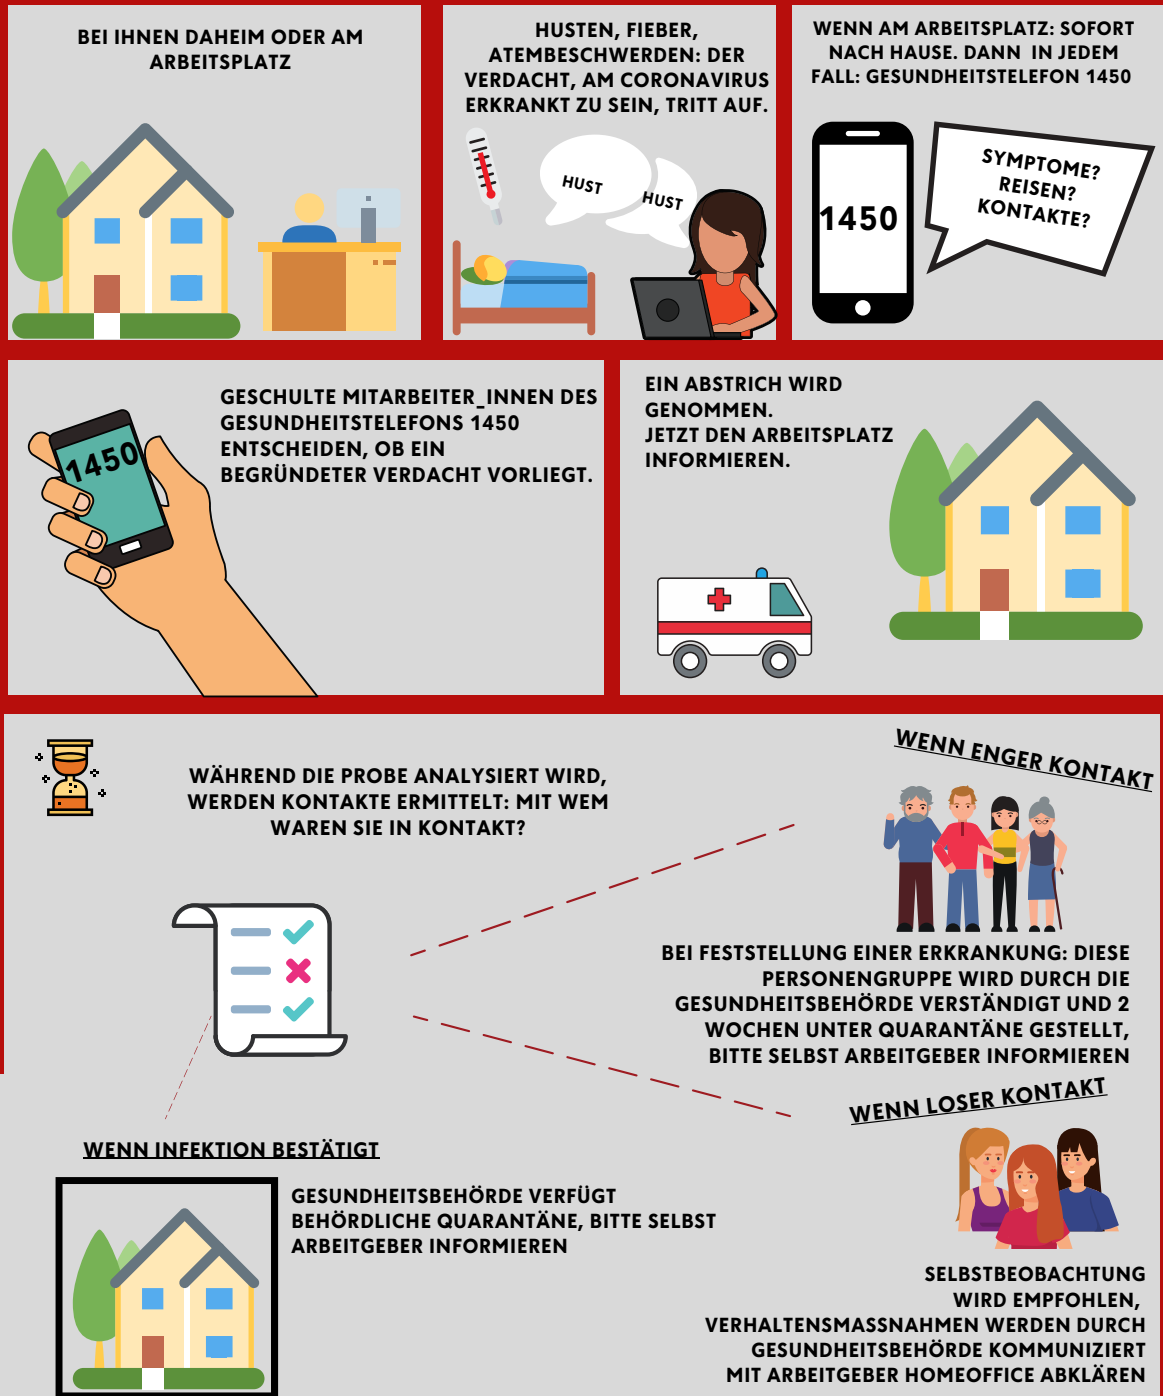 BEI IHNEN DAHEIM ODER AM
ARBEITSPLATZ
HUSTEN, FIEBER,
ATEMBESCHWERDEN: DER
VERDACHT, AM CORONAVIRUS
ERKRANKT ZU SEIN, TRITT AUF.
HUST
HUST
WENN AM ARBEITSPLATZ: SOFORT
NACH HAUSE. DANN IN JEDEM
FALL: GESUNDHEITSTELEFON 1450
1450
SYMPTOME?
REISEN?
KONTAKTE?
1450
GESCHULTE MITARBEITER_INNEN DES
GESUNDHEITSTELEFONS 1450
ENTSCHEIDEN, OB EIN
BEGRÜNDETER VERDACHT VORLIEGT.
EIN ABSTRICH WIRD
GENOMMEN.
JETZT DEN ARBEITSPLATZ
INFORMIEREN.
WÄHREND DIE PROBE ANALYSIERT WIRD,
WERDEN KONTAKTE ERMITTELT: MIT WEM
WAREN SIE IN KONTAKT?
WENN ENGER KONTAKT
BEI FESTSTELLUNG EINER ERKRANKUNG: DIESE
PERSONENGRUPPE WIRD DURCH DIE
GESUNDHEITSBEHÖRDE VERSTÄNDIGT UND 2
WOCHEN UNTER QUARANTÄNE GESTELLT,
BITTE SELBST ARBEITGEBER INFORMIEREN
WENN LOSER KONTAKT
SELBSTBEOBACHTUNG
WIRD EMPFOHLEN,
VERHALTENSMASSNAHMEN WERDEN DURCH
GESUNDHEITSBEHÖRDE KOMMUNIZIERT
MIT ARBEITGEBER HOMEOFFICE ABKLÄREN
WENN INFEKTION BESTÄTIGT
GESUNDHEITSBEHÖRDE VERFÜGT
BEHÖRDLICHE QUARANTÄNE, BITTE SELBST
ARBEITGEBER INFORMIEREN